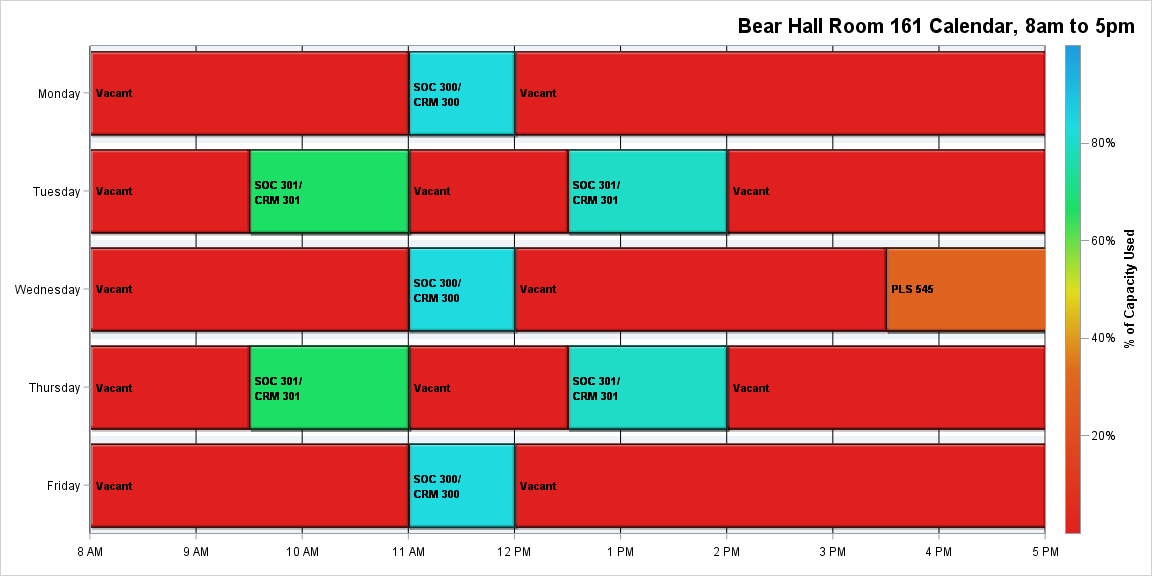 Bear Hall Room 161 Calendar, 8am to 5pm
Monday
Vacant
SOC 300/
CRM 300
Vacant
Tuesday
Vacant
SOC 301/
CRM 301
Vacant
SOC 301/
CRM 301
Vacant
Wednesday
Vacant
SOC 300/
CRM 300
Vacant
PLS 545
Thursday
Vacant
SOC 301/
CRM 301
Vacant
SOC 301/
CRM 301
Vacant
Friday
Vacant
SOC 300/
CRM 300
Vacant
8 AM
9 AM
10 AM
11 AM
12 PM
1 PM
2 PM
3 PM
4 PM
5 PM
80%
60%
40%
20%
% of Capacity Used